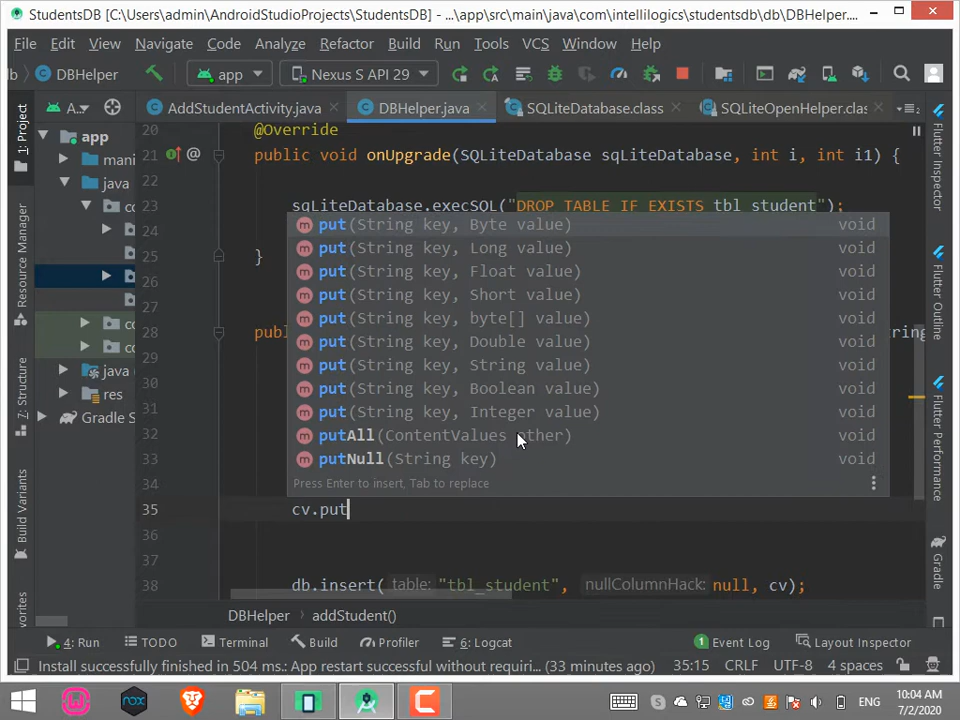 StudentsDB [C:\Users\admin\AndroidStudioProjects\StudentsDB] - ...\app\src\main\java\com\intellilogics\studentsdb\db\DBHelper....
File Edit View Navigate Code Analyze Refactor Build Run Tools VCS Window Help
db DBHelper app Nexus S API 29
A.. AddStudentActivity.java DBHelper.java SQLiteDatabase.class SQLiteOpenHelper.clas
20 @Override
21 public void onUpgrade(SQLiteDatabase sqLiteDatabase, int i, int i1) {
22
23 sqLiteDatabase.execSQL("DROP TABLE IF EXISTS tbl_student");
24
25 }
26
28 publ ring
29
30
31
32
33
34
35 cv.put
36
37
38 db.insert( table: "tbl_student", nullColumnHack: null, cv);
put(String key, Byte value) void
put(String key, Long value) void
put(String key, Float value) void
put(String key, Short value) void
put(String key, byte[] value) void
put(String key, Double value) void
put(String key, String value) void
put(String key, Boolean value) void
put(String key, Integer value) void
putAll(ContentValues other) void
putNull(String key) void
Press Enter to insert, Tab to replace
app
mani
java
co
co
co
java
res
Gradle S
1: Project
Resource Manager
7: Structure
Build Variants
vorites
Flutter Inspector
Flutter Outline
Flutter Performance
Gradle
DBHelper addStudent()
4: Run TODO Terminal Build Profiler 6: Logcat 1 Event Log Layout Inspector
Install successfully finished in 504 ms.: App restart successful without requiri... (33 minutes ago) 35:15 CRLF UTF-8 4 spaces
nox ENG 10:04 AM
7/2/2020